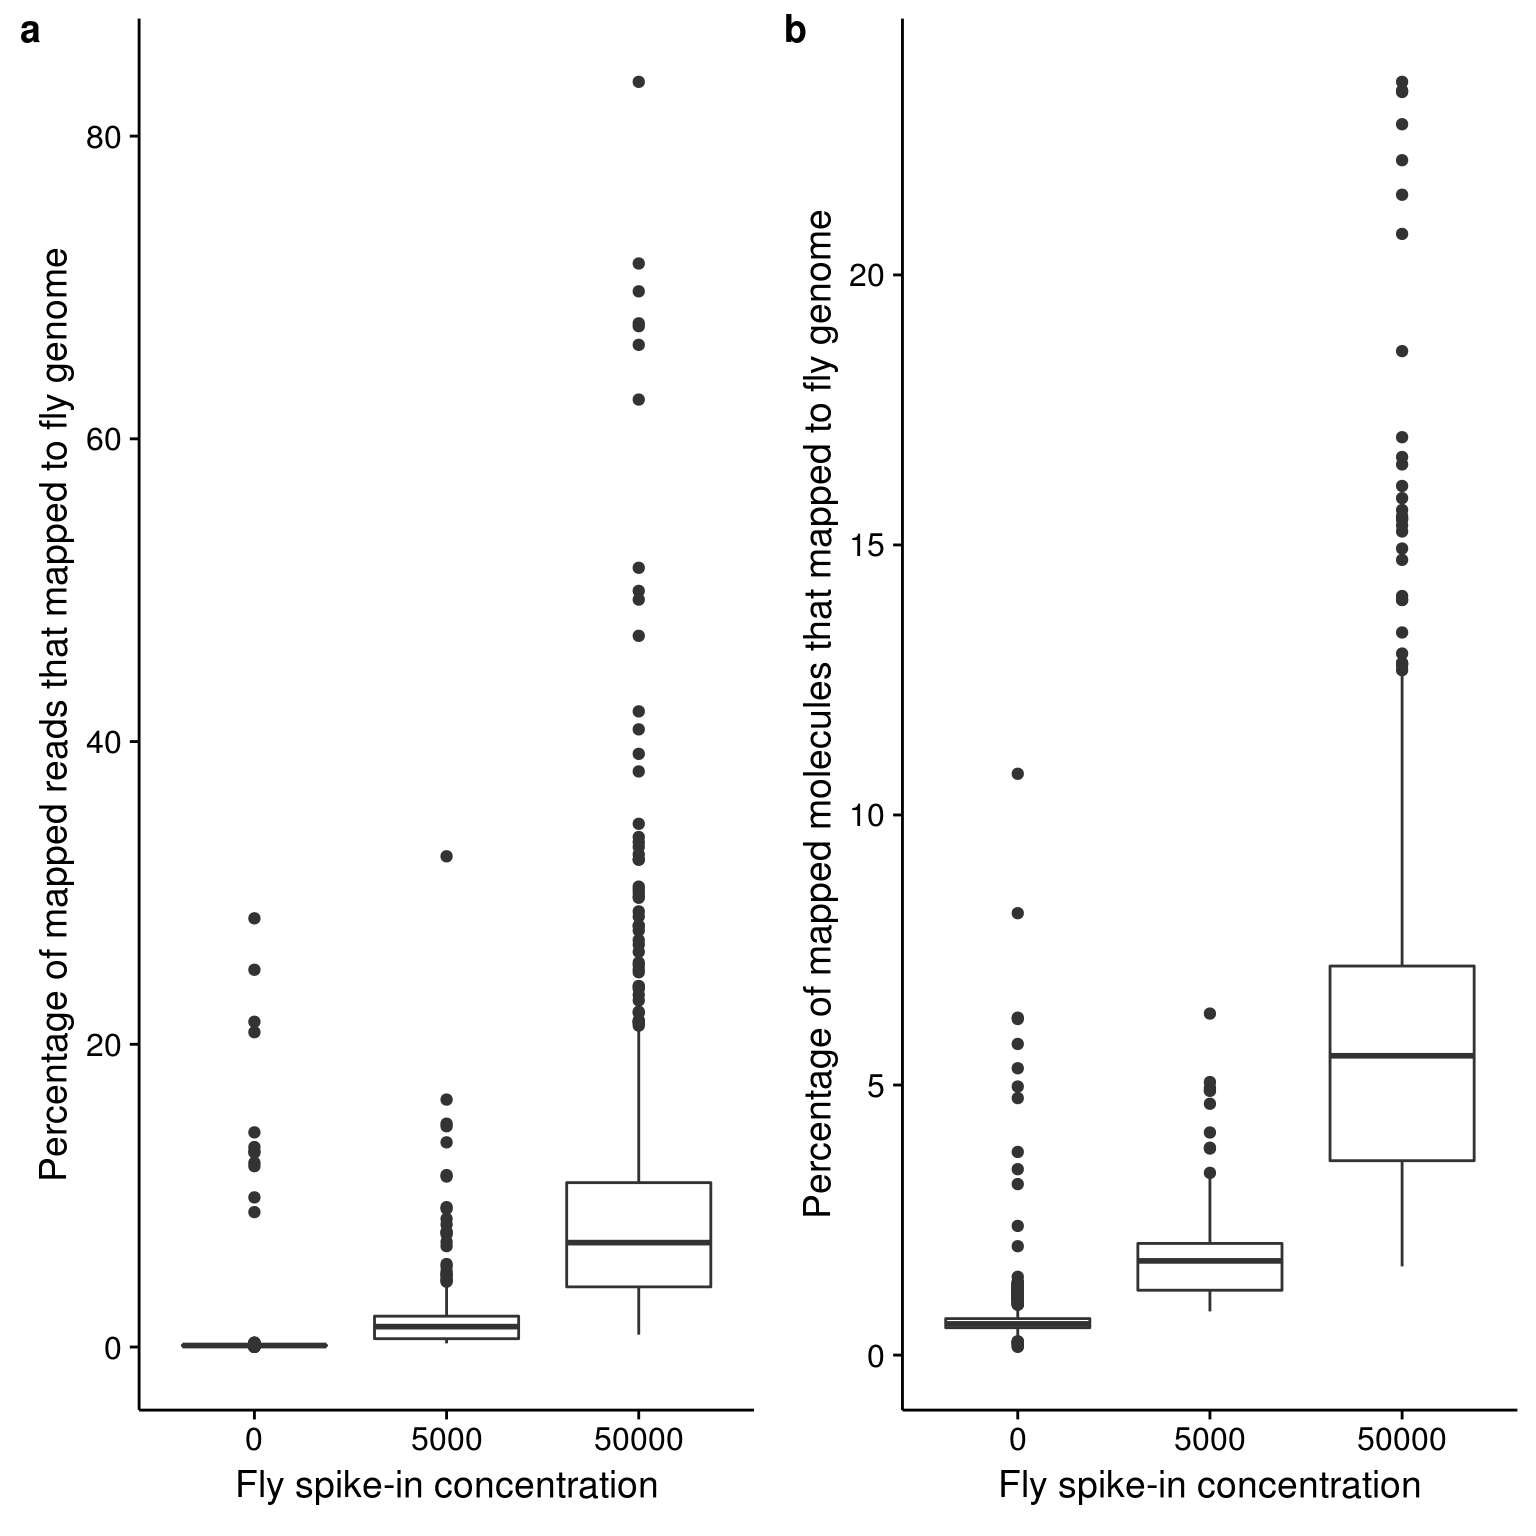 a
Percentage of mapped reads that mapped to fly genome
80
60
40
20
0
0 5000 50000
Fly spike-in concentration
b
Percentage of mapped molecules that mapped to fly genome
20
15
10
5
0
0 5000 50000
Fly spike-in concentration